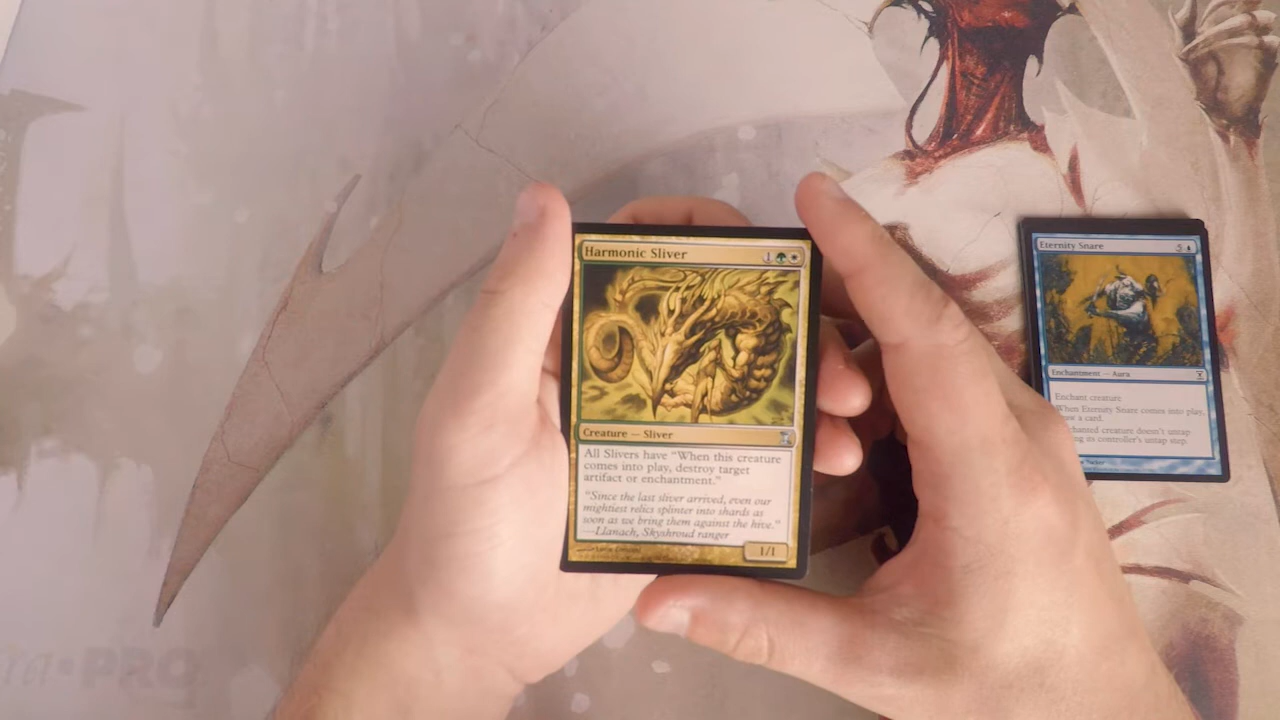 Harmonic Sliver 1
Creature — Sliver
All Slivers have "When this creature
comes into play, destroy target
artifact or enchantment."
"Since the last sliver arrived, even our
mightiest relics splinter into shards as
soon as we bring them against the hive."
—Llanach, Skyshroud ranger
1/1
Eternity Snare 5
Enchantment — Aura
Enchant creature
When Eternity Snare comes into play,
a card.
creature doesn't untap
its controller's untap step.
PRO